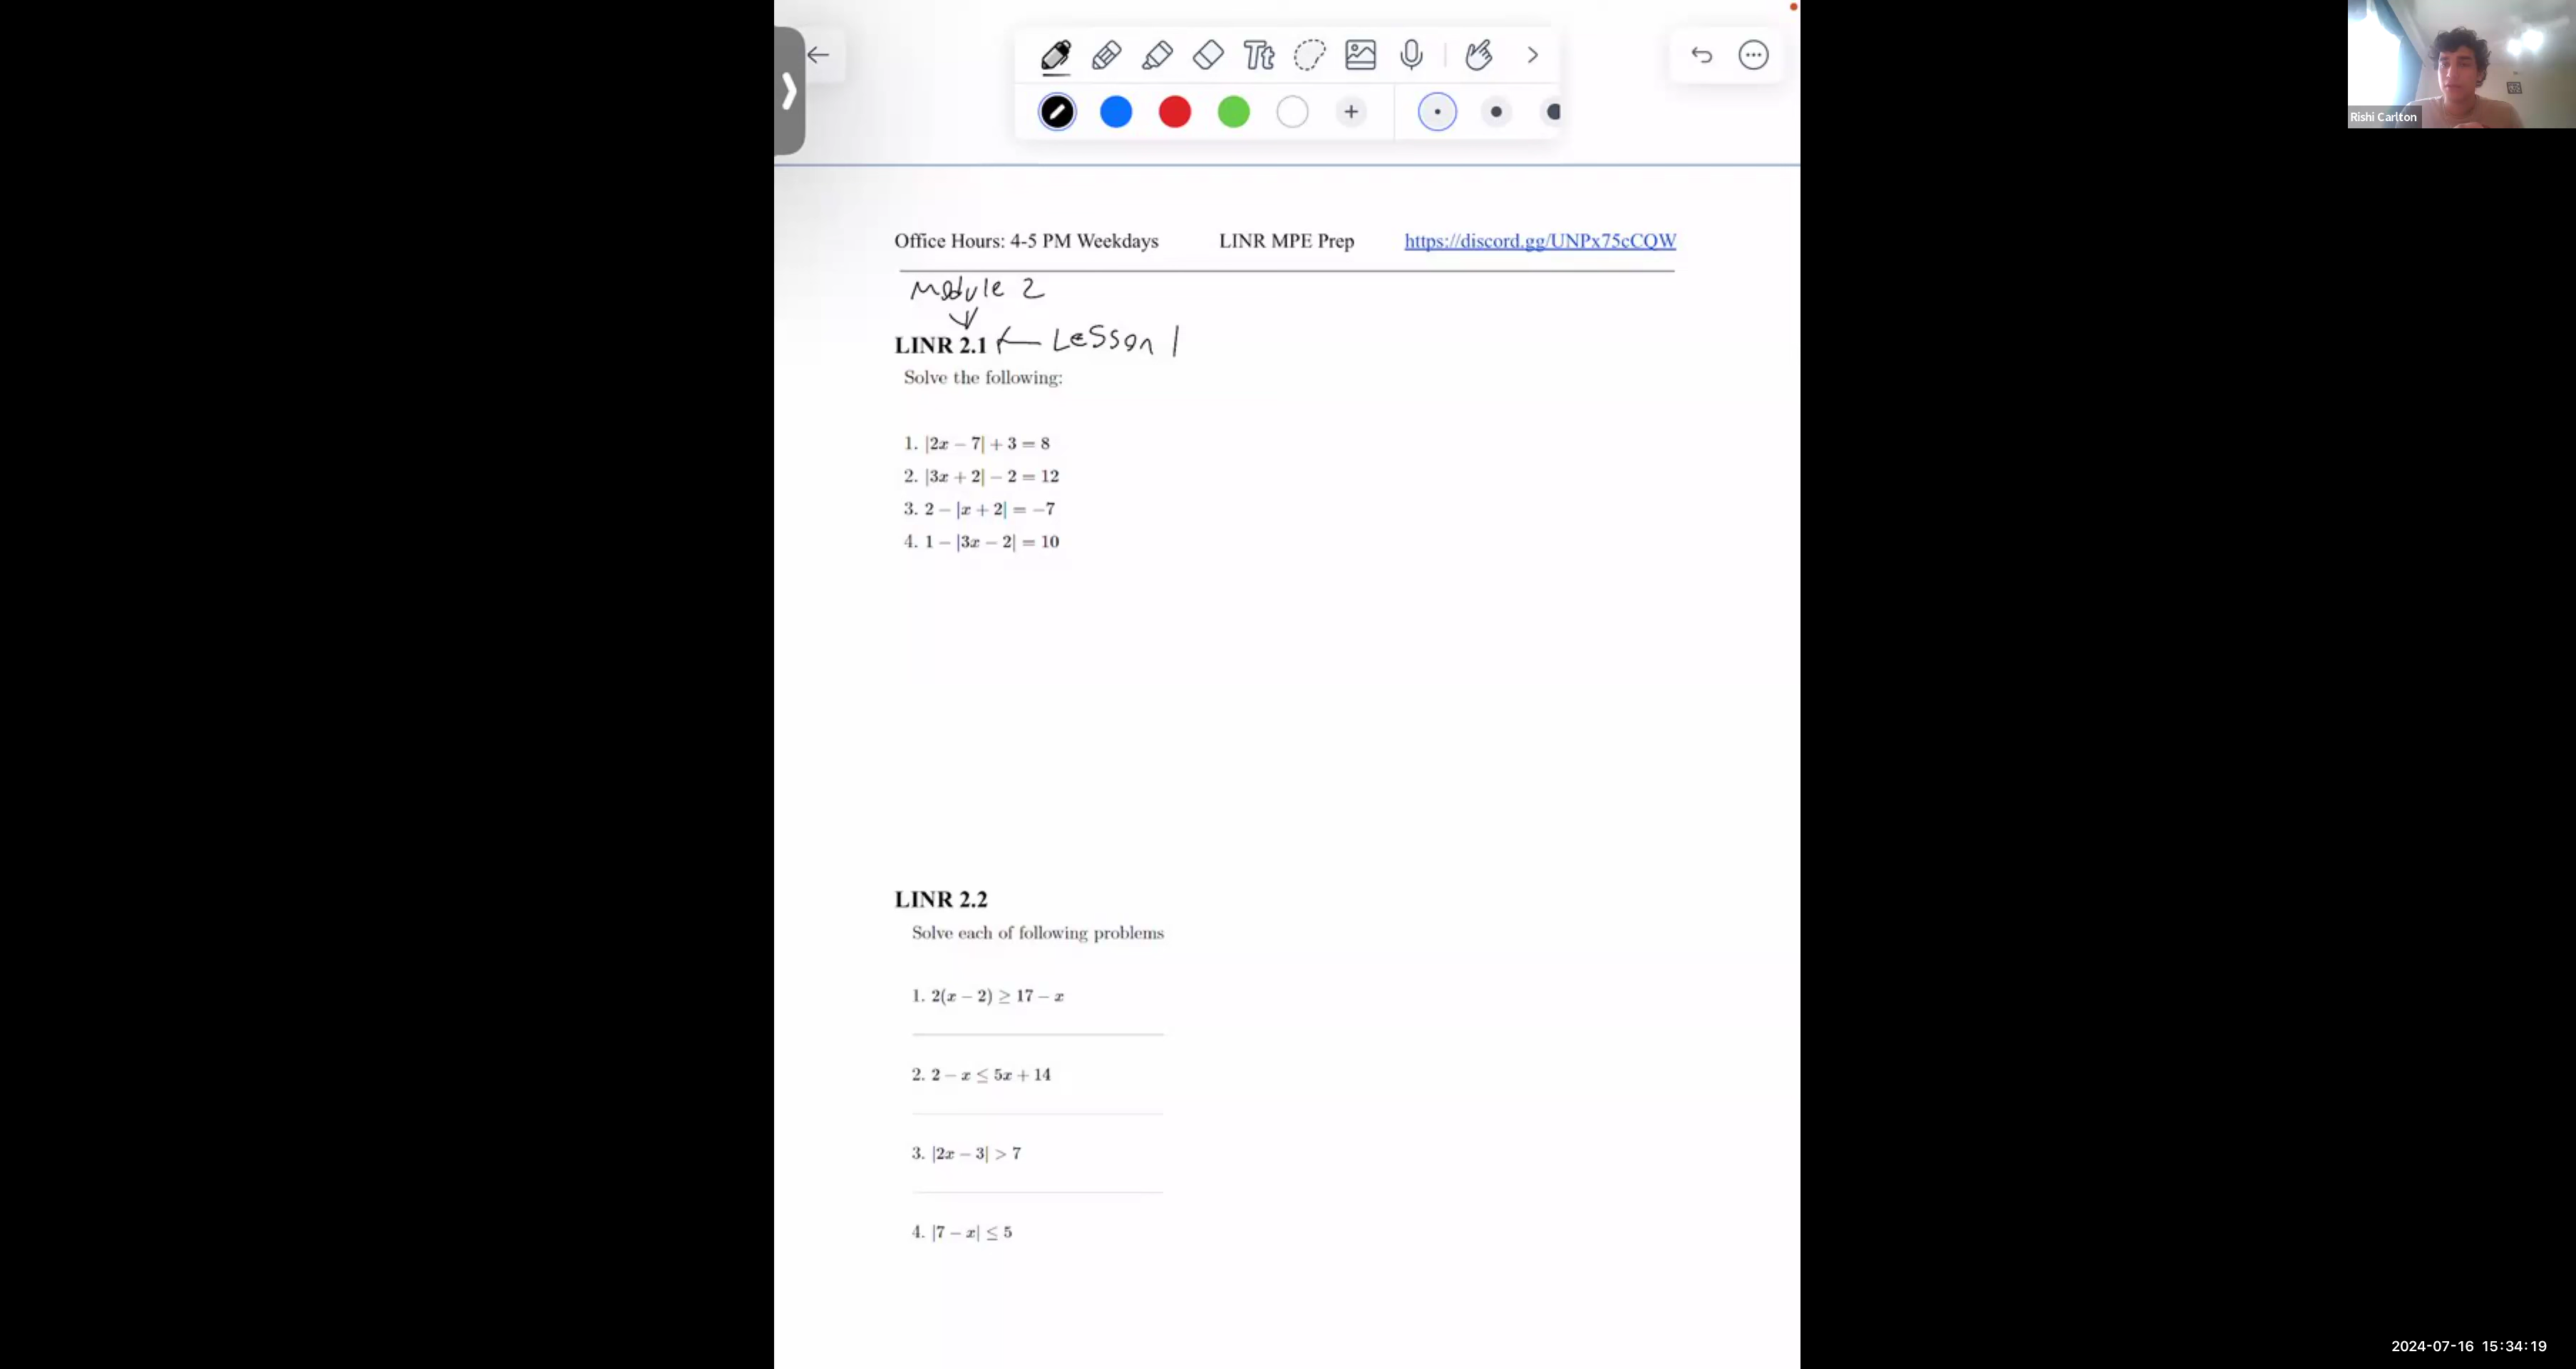 Tt
Rishi Carlton
Office Hours: 4-5 PM Weekdays LINR MPE Prep https://discord.gg/UNPx75cCQW
Module 2
LINR 2.1 ← Lesson 1
Solve the following:
1. |2x − 7| + 3 = 8
2. |3x + 2| − 2 = 12
3. 2 − |x + 2| = −7
4. 1 − |3x − 2| = 10
LINR 2.2
Solve each of following problems
1. 2(x − 2) ≥ 17 − x
2. 2 − x ≤ 5x + 14
3. |2x − 3| > 7
4. |7 − x| ≤ 5
2024-07-16 15:34:19